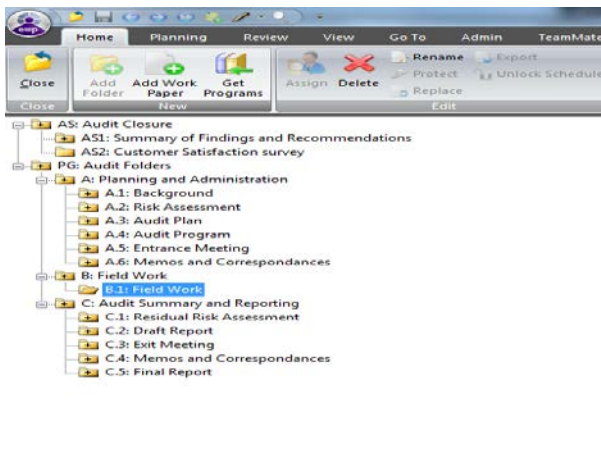 ewp
Home Planning Review View Go To Admin TeamMate
Close Add Folder Add Work Paper Get Programs Assign Delete
Rename Export
Protect Unlock Schedule
Replace
Close New Edit
AS: Audit Closure
AS1: Summary of Findings and Recommendations
AS2: Customer Satisfaction survey
PG: Audit Folders
A: Planning and Administration
A.1: Background
A.2: Risk Assessment
A.3: Audit Plan
A.4: Audit Program
A.5: Entrance Meeting
A.6: Memos and Correspondances
B: Field Work
B.1: Field Work
C: Audit Summary and Reporting
C.1: Residual Risk Assessment
C.2: Draft Report
C.3: Exit Meeting
C.4: Memos and Correspondances
C.5: Final Report